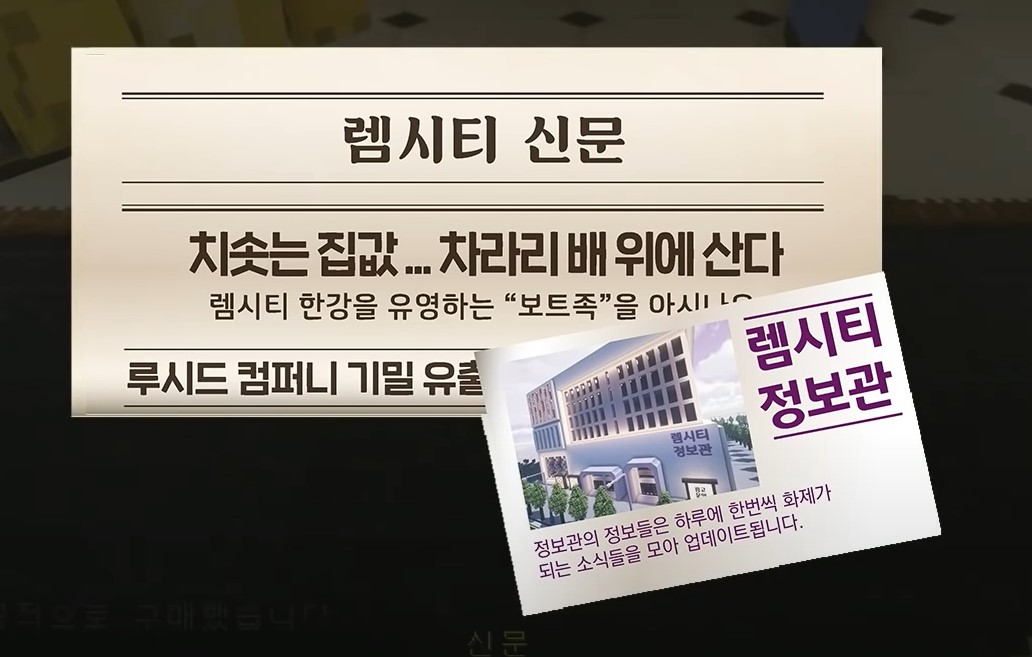 렘시티 신문
치솟는 집값... 차라리 배 위에 산다
렘시티 한강을 유영하는 “보트족”을 아시나요
루시드 컴퍼니 기밀 유출
렘시티
정보관
렘시티
정보관
정보관의 정보들은 하루에 한번씩 화제가
되는 소식들을 모아 업데이트됩니다.
구매했습니다
신문